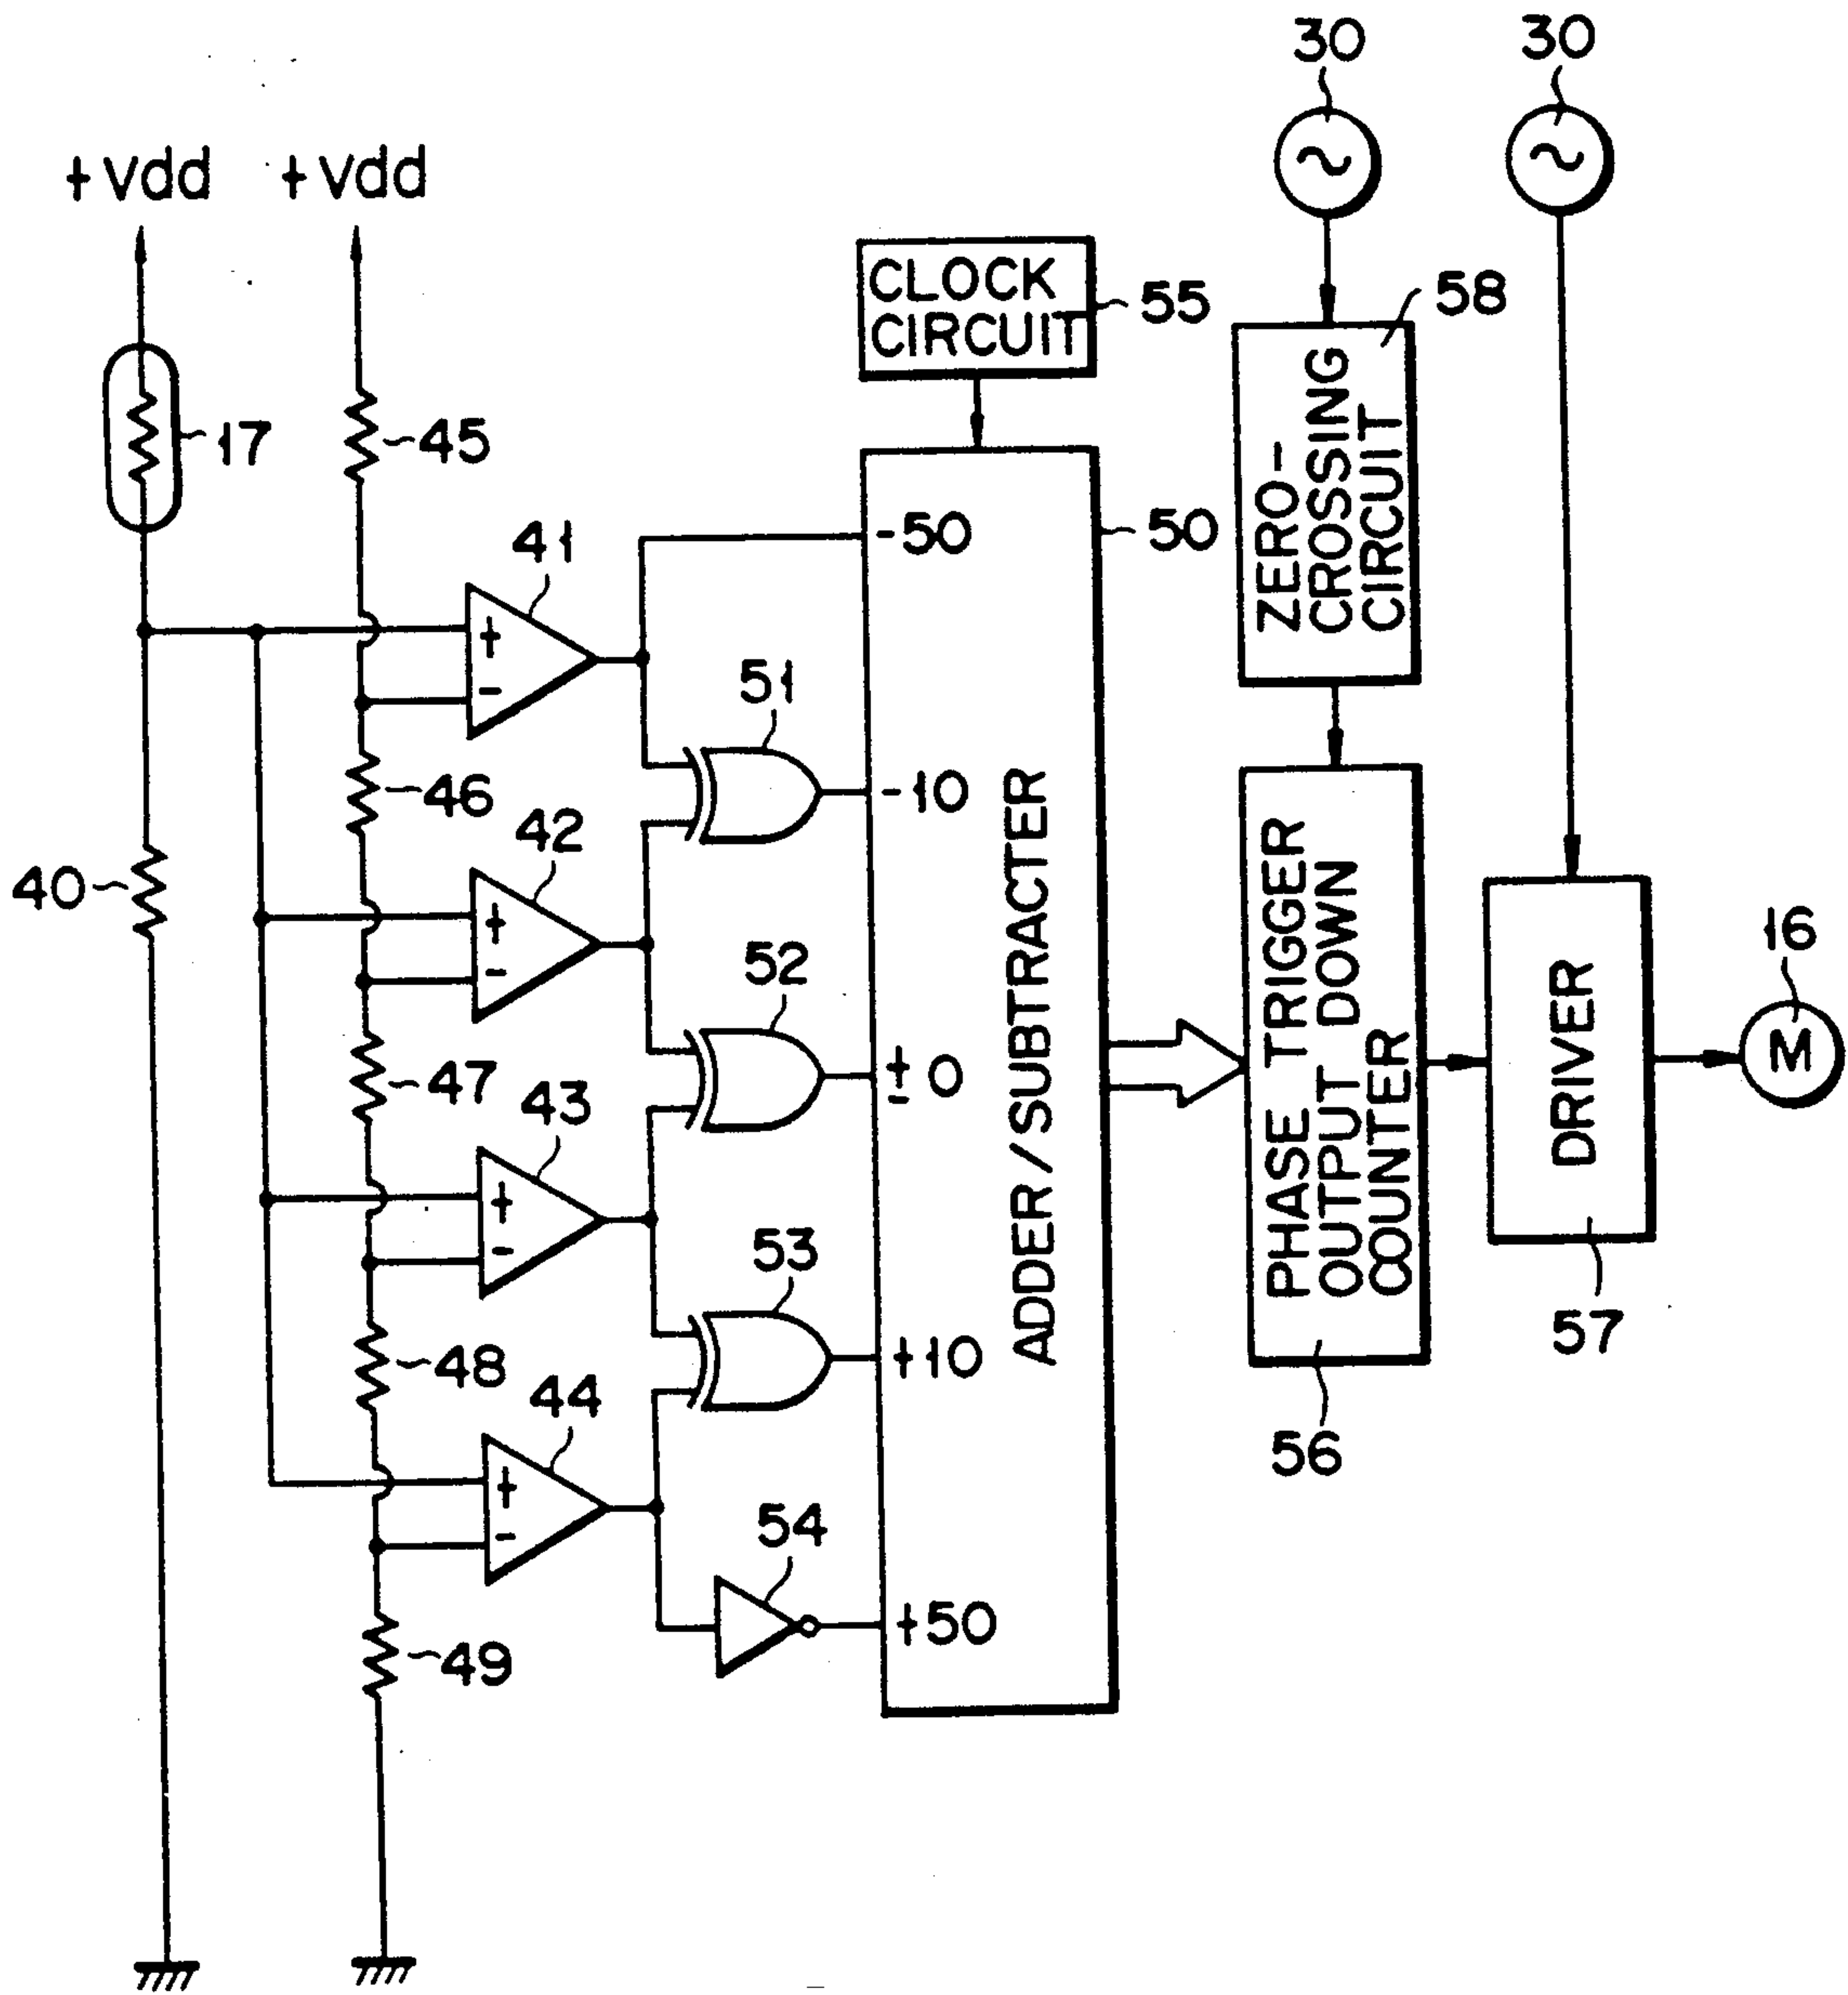 30
30
+Vdd
+Vdd
CLOCK
CIRCUIT
55
58
17
45
ZERO-
CROSSING
CIRCUIT
41
+
-
-50
50
51
46
-10
42
+
-
40
ADDER/SUBTRACTER
PHASE TRIGGER
OUTPUT DOWN
COUNTER
16
M
DRIVER
52
47
±0
43
+
-
53
48
+10
57
44
+
-
56
54
49
+50